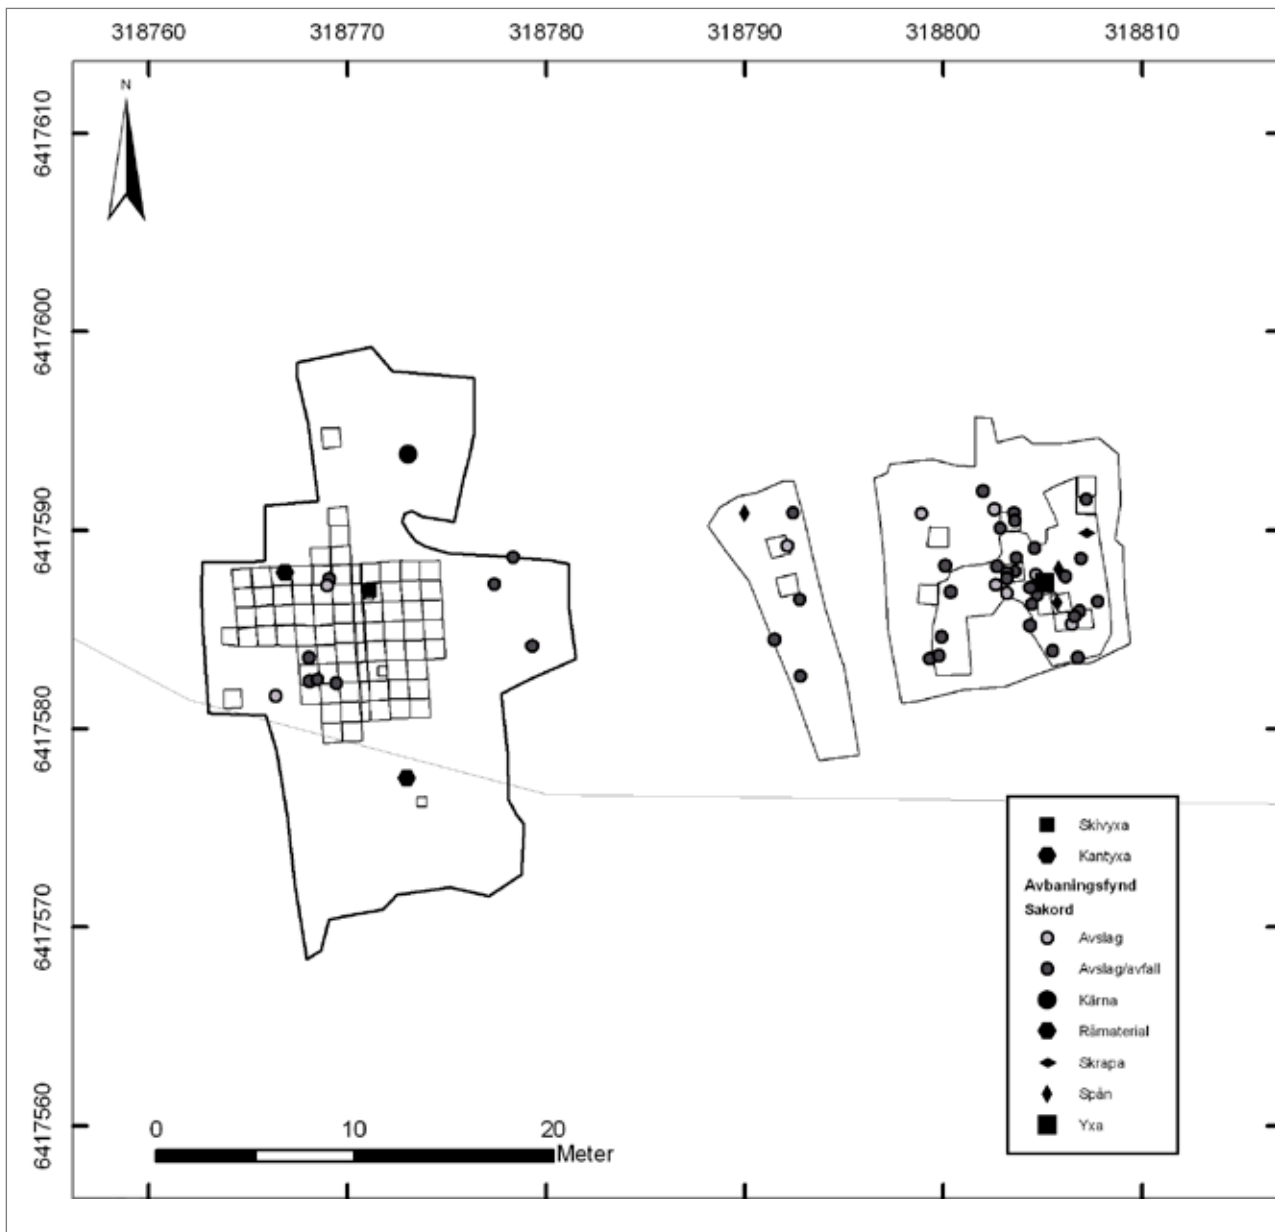 318760 318770 318780 318790 318800 318810
N
6417610
6417600
6417590
6417580
6417570
6417560
Skivyxa
Kantyxa
Avbaningsfynd
Sakord
Avslag
Avslag/avfall
Kärna
Råmaterial
Skrapa
Spån
Yxa
0 10 20
Meter